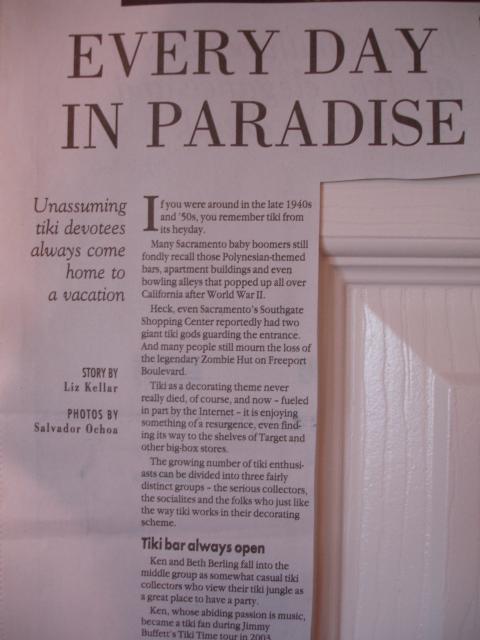 EVERY DAY
IN PARADISE
Unassuming
tiki devotees
always come
home to
a vacation
STORY BY
Liz Kellar
PHOTOS BY
Salvador Ochoa
If you were around in the late 1940s
and '50s, you remember tiki from
its heyday.
Many Sacramento baby boomers still
fondly recall those Polynesian-themed
bars, apartment buildings and even
bowling alleys that popped up all over
California after World War II.
Heck, even Sacramento's Southgate
Shopping Center reportedly had two
giant tiki gods guarding the entrance.
And many people still mourn the loss of
the legendary Zombie Hut on Freeport
Boulevard.
Tiki as a decorating theme never
really died, of course, and now – fueled
in part by the Internet – it is enjoying
something of a resurgence, even find-
ing its way to the shelves of Target and
other big-box stores.
The growing number of tiki enthusi-
asts can be divided into three fairly
distinct groups – the serious collectors,
the socialites and the folks who just like
the way tiki works in their decorating
scheme.
Tiki bar always open
Ken and Beth Berling fall into the
middle group as somewhat casual tiki
collectors who view their tiki jungle as
a great place to have a party.
Ken, whose abiding passion is music,
became a tiki fan during Jimmy
Buffett's Tiki Time tour in 2003.